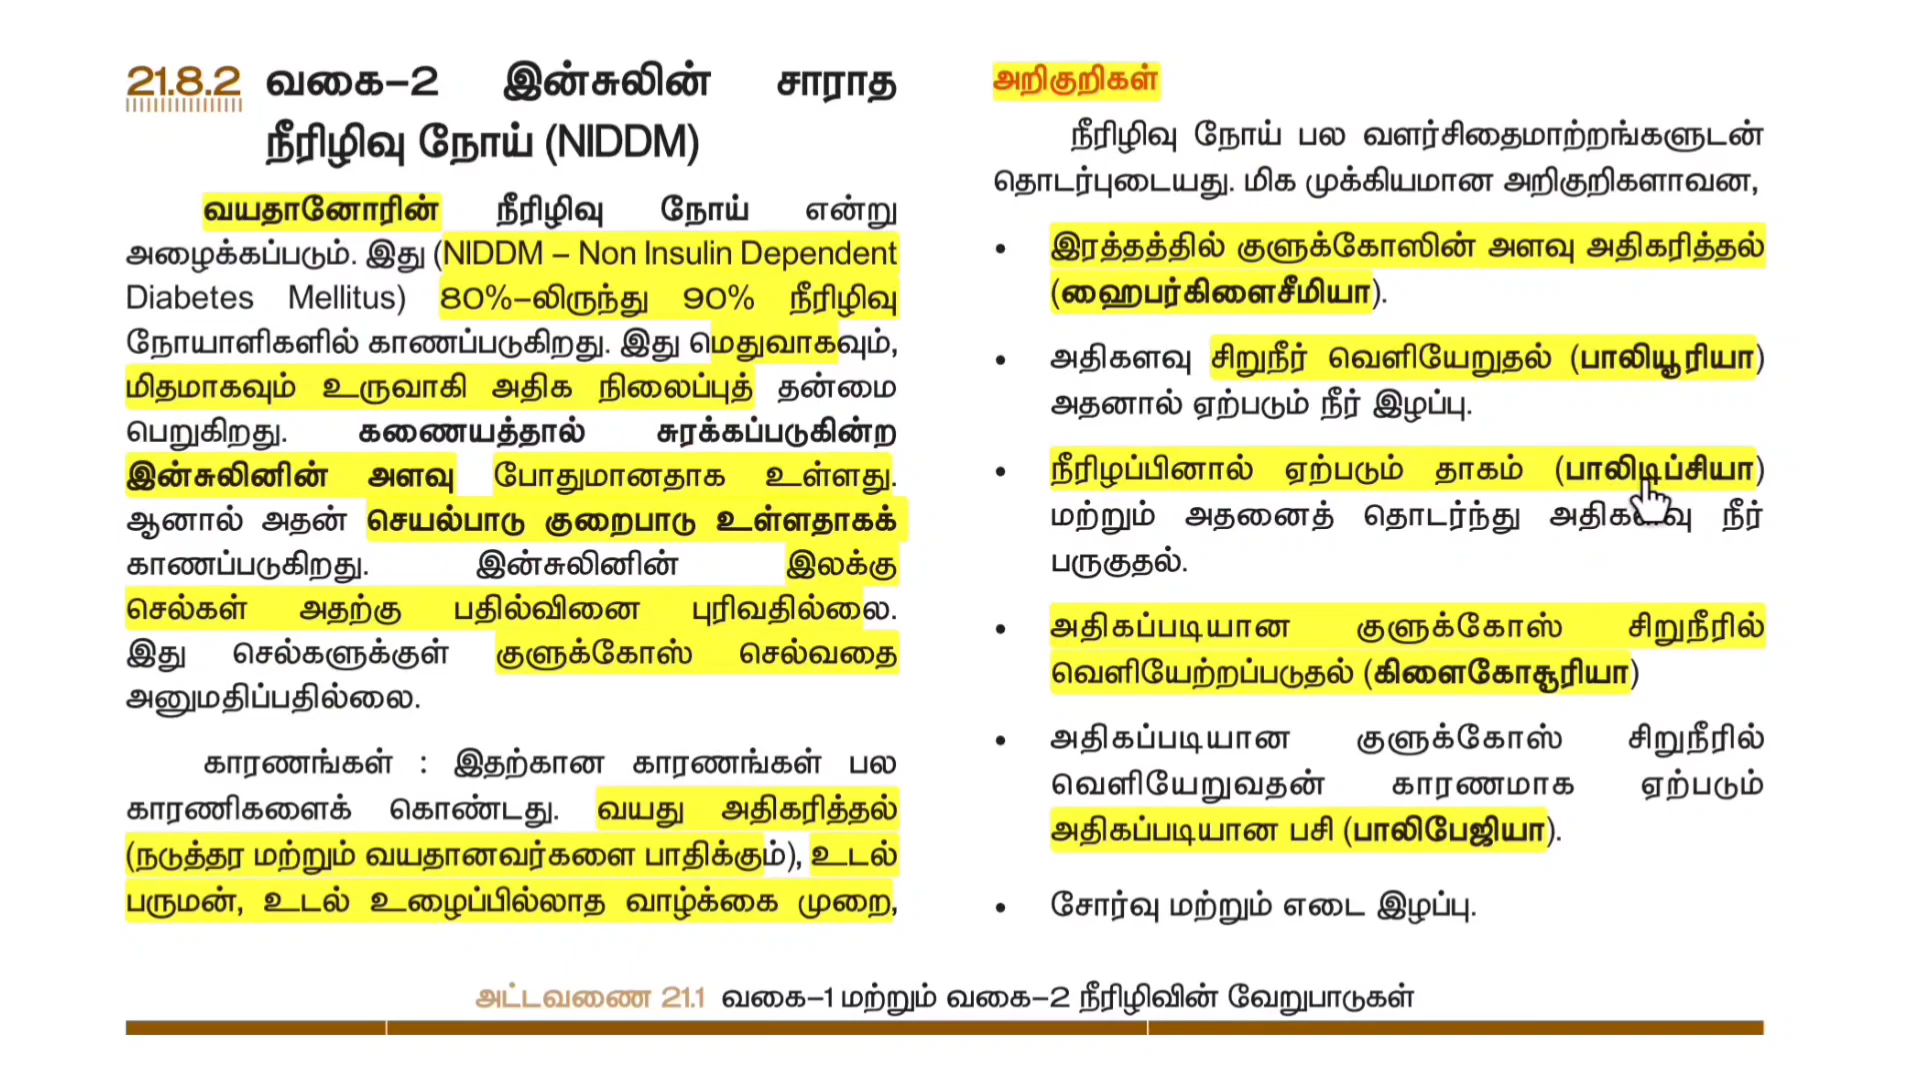 21.8.2 வகை-2 இன்சுலின் சாராத
நீரிழிவு நோய் (NIDDM)
வயதானோரின் நீரிழிவு நோய் என்று
அழைக்கப்படும். இது (NIDDM – Non Insulin Dependent
Diabetes Mellitus) 80%-லிருந்து 90% நீரிழிவு
நோயாளிகளில் காணப்படுகிறது. இது மெதுவாகவும்,
மிதமாகவும் உருவாகி அதிக நிலைப்புத் தன்மை
பெறுகிறது. கணையத்தால் சுரக்கப்படுகின்ற
இன்சுலினின் அளவு போதுமானதாக உள்ளது.
ஆனால் அதன் செயல்பாடு குறைபாடு உள்ளதாகக்
காணப்படுகிறது. இன்சுலினின் இலக்கு
செல்கள் அதற்கு பதில்வினை புரிவதில்லை.
இது செல்களுக்குள் குளுக்கோஸ் செல்வதை
அனுமதிப்பதில்லை.
காரணங்கள் : இதற்கான காரணங்கள் பல
காரணிகளைக் கொண்டது. வயது அதிகரித்தல்
(நடுத்தர மற்றும் வயதானவர்களை பாதிக்கும்), உடல்
பருமன், உடல் உழைப்பில்லாத வாழ்க்கை முறை,
அறிகுறிகள்
நீரிழிவு நோய் பல வளர்சிதைமாற்றங்களுடன்
தொடர்புடையது. மிக முக்கியமான அறிகுறிகளாவன,
• இரத்தத்தில் குளுக்கோஸின் அளவு அதிகரித்தல்
(ஹைபர்கிளைசீமியா).
• அதிகளவு சிறுநீர் வெளியேறுதல் (பாலியூரியா)
அதனால் ஏற்படும் நீர் இழப்பு.
• நீரிழப்பினால் ஏற்படும் தாகம் (பாலிடிப்சியா)
மற்றும் அதனைத் தொடர்ந்து அதிகளவு நீர்
பருகுதல்.
• அதிகப்படியான குளுக்கோஸ் சிறுநீரில்
வெளியேற்றப்படுதல் (கிளைகோசூரியா)
• அதிகப்படியான குளுக்கோஸ் சிறுநீரில்
வெளியேறுவதன் காரணமாக ஏற்படும்
அதிகப்படியான பசி (பாலிபேஜியா).
• சோர்வு மற்றும் எடை இழப்பு.
அட்டவணை 21.1 வகை-1 மற்றும் வகை-2 நீரிழிவின் வேறுபாடுகள்